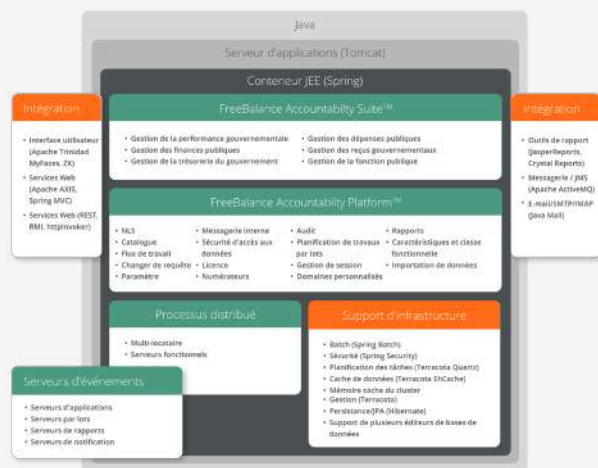 Java
Serveur d'applications (Tomcat)
Conteneur JEE (Spring)
Intégration
• Interface utilisateur
(Apache Trinidad
MyFaces, ZK)
• Services Web
(Apache AXIS,
Spring MVC)
• Services Web (REST,
RMI, httpinvoker)
FreeBalance Accountabilty Suite™
• Gestion de la performance gouvernementale
• Gestion des finances publiques
• Gestion de la trésorerie du gouvernement
• Gestion des dépenses publiques
• Gestion des reçus gouvernementaux
• Gestion de la fonction publique
Intégration
• Outils de rapport
(JasperReports,
Crystal Reports)
• Messagerie / JMS
(Apache ActiveMQ)
• E-mail/SMTP/IMAP
(Java Mail)
FreeBalance Accountability Platform™
• NLS
• Catalogue
• Flux de travail
• Changer de requête
• Paramètre
• Messagerie interne
• Sécurité d'accès aux
données
• Licence
• Numérateurs
• Audit
• Planification de travaux
par lots
• Gestion de session
• Domaines personnalisés
• Rapports
• Caractéristiques et classe
fonctionnelle
• Importation de données
Processus distribué
• Multi-locataire
• Serveurs fonctionnels
Support d'infrastructure
• Batch (Spring Batch)
• Sécurité (Spring Security)
• Planification des tâches (Terracota Quartz)
• Cache de données (Terracota EhCache)
• Mémoire cache du cluster
• Gestion (Terracota)
• Persistance/JPA (Hibernate)
• Support de plusieurs éditeurs de bases de
données
Serveurs d'événements
• Serveurs d'applications
• Serveurs par lots
• Serveurs de rapports
• Serveurs de notification